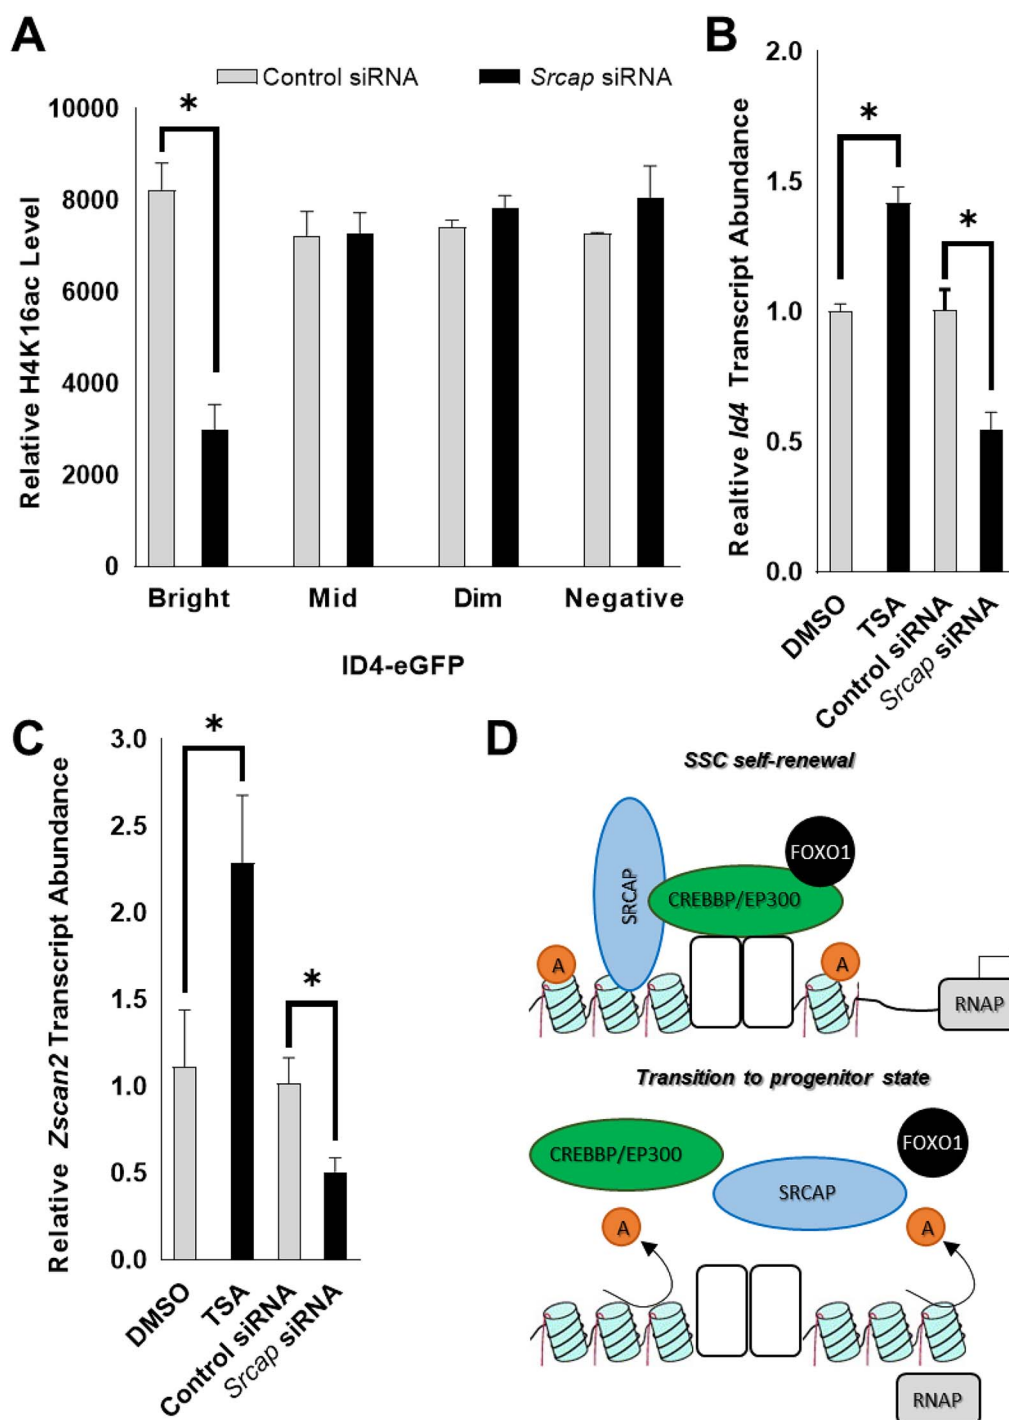 A
Control siRNA
Srcap siRNA
*
Relative H4K16ac Level
10000
8000
6000
4000
2000
0
Bright
Mid
Dim
Negative
ID4-eGFP
B
Realtive Id4 Transcript Abundance
2.0
1.5
1.0
0.5
0.0
*
*
DMSO
TSA
Control siRNA
Srcap siRNA
C
Relative Zscan2 Transcript Abundance
3.0
2.5
2.0
1.5
1.0
0.5
0.0
*
*
DMSO
TSA
Control siRNA
Srcap siRNA
D
SSC self-renewal
FOXO1
SRCAP
CREBBP/EP300
A
A
RNAP
Transition to progenitor state
CREBBP/EP300
FOXO1
SRCAP
A
A
RNAP